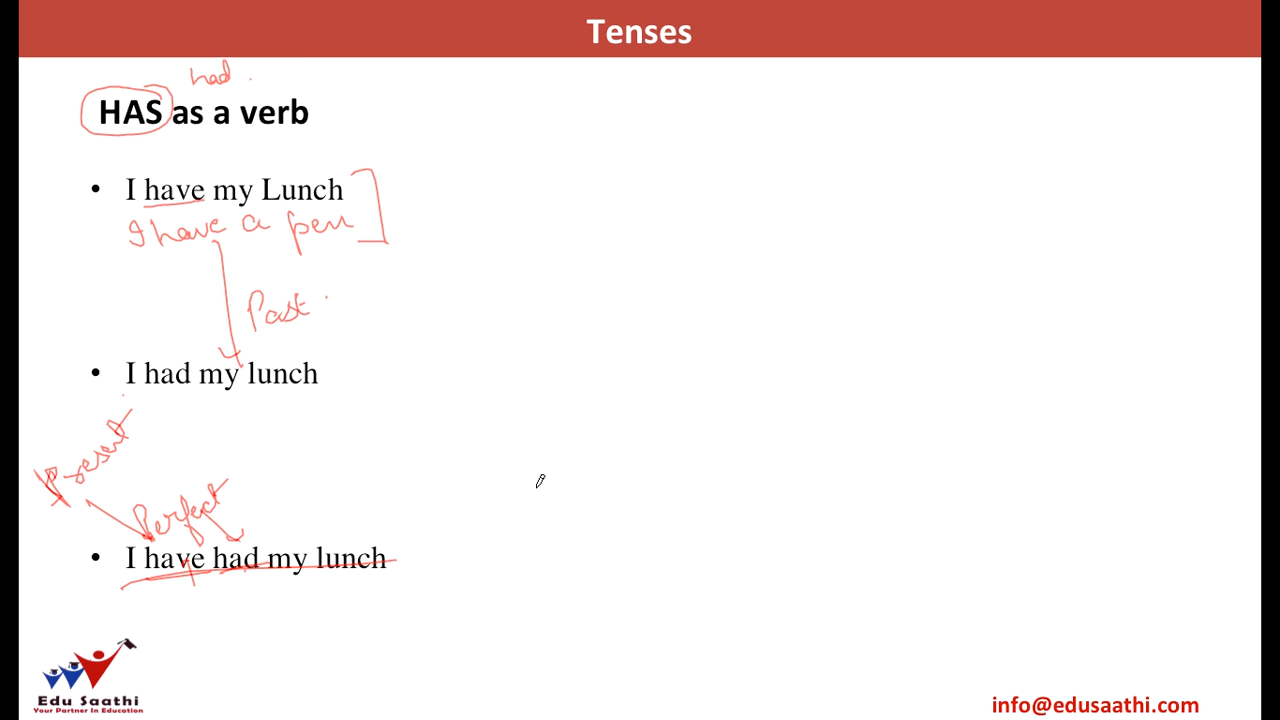 Tenses
had
HAS as a verb
• I have my Lunch
I have a pen
Past
• I had my lunch
Present
Perfect
• I have had my lunch
Edu Saathi
Your Partner In Education
info@edusaathi.com